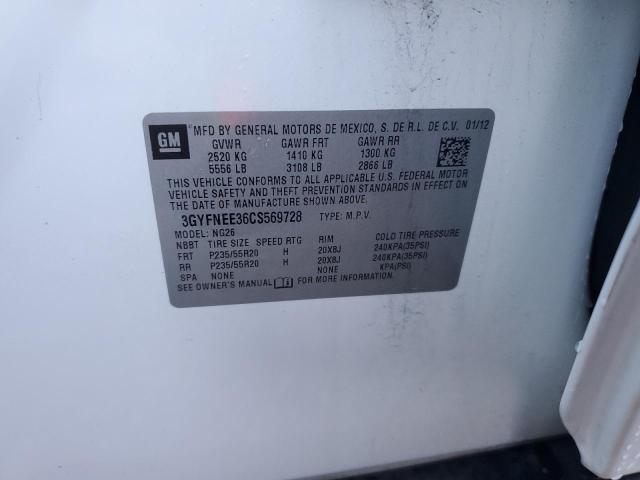 GM
MFD BY GENERAL MOTORS DE MEXICO, S. DE R.L. DE C.V. 01/12
GVWR GAWR FRT GAWR RR
2520 KG 1410 KG 1300 KG
5556 LB 3108 LB 2866 LB
THIS VEHICLE CONFORMS TO ALL APPLICABLE U.S. FEDERAL MOTOR
VEHICLE SAFETY AND THEFT PREVENTION STANDARDS IN EFFECT ON THE
DATE OF MANUFACTURE SHOWN ABOVE.
3GYFNEE36CS569728 TYPE: M.P.V.
MODEL: NG26
NBBT TIRE SIZE SPEED RTG RIM COLD TIRE PRESSURE
FRT P235/55R20 H 20X8J 240KPA(35PSI)
RR P235/55R20 H 20X8J 240KPA(35PSI)
SPA NONE NONE KPA(PSI)
SEE OWNER'S MANUAL FOR MORE INFORMATION